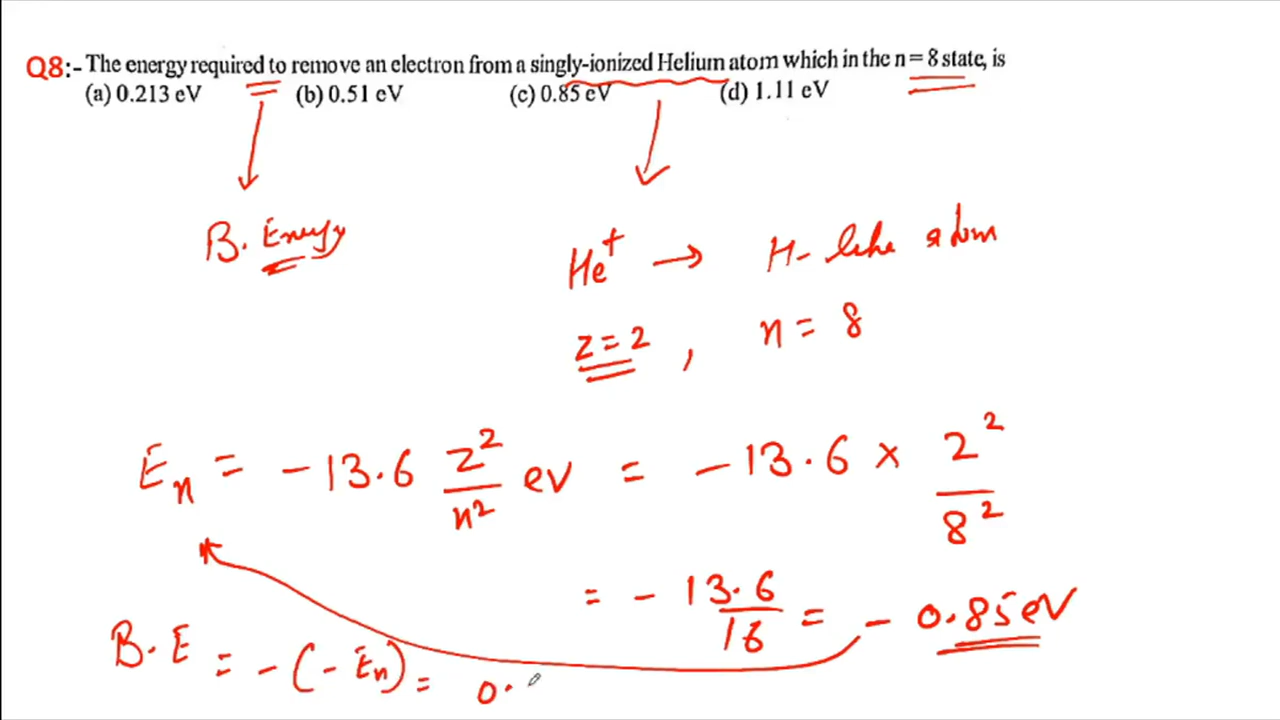 Q8:- The energy required to remove an electron from a singly-ionized Helium atom which in the n = 8 state, is
(a) 0.213 eV (b) 0.51 eV (c) 0.85 eV (d) 1.11 eV
B. Energy
He⁺ → H- like atom
z = 2 , n = 8
Eₙ = - 13.6 z²/n² ev = - 13.6 × 2²/8²
= - 13.6/16 = - 0.85 eV
B.E = - (- Eₙ) = 0.